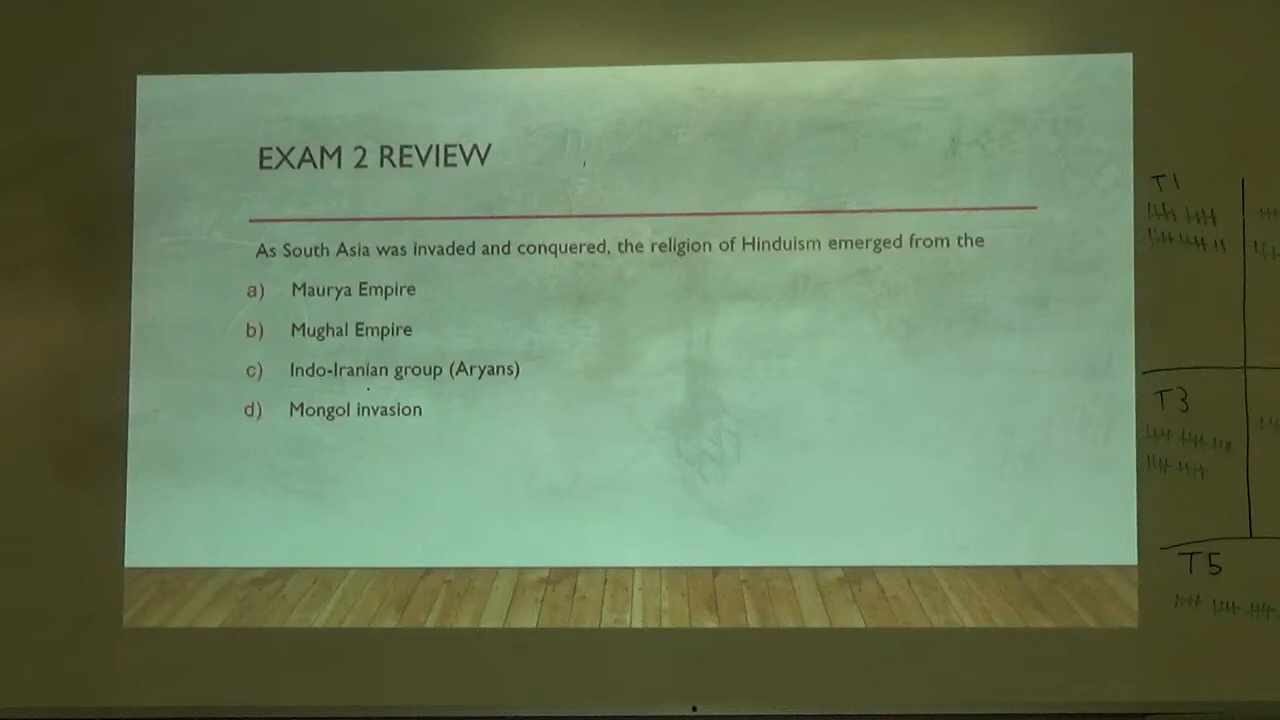 EXAM 2 REVIEW
As South Asia was invaded and conquered, the religion of Hinduism emerged from the
a) Maurya Empire
b) Mughal Empire
c) Indo-Iranian group (Aryans)
d) Mongol invasion
T1
T3
T5